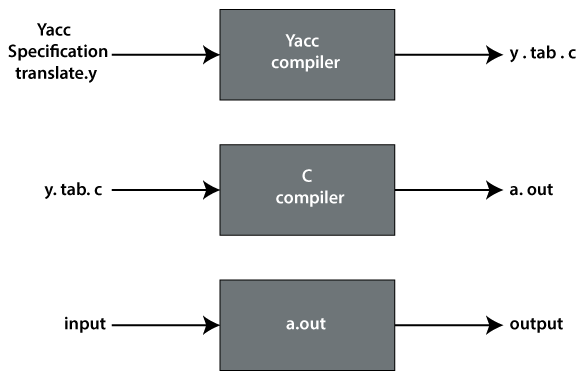 Yacc
Specification
translate.y
Yacc
compiler
y . tab . c
y. tab. c
C
compiler
a. out
input
a.out
output